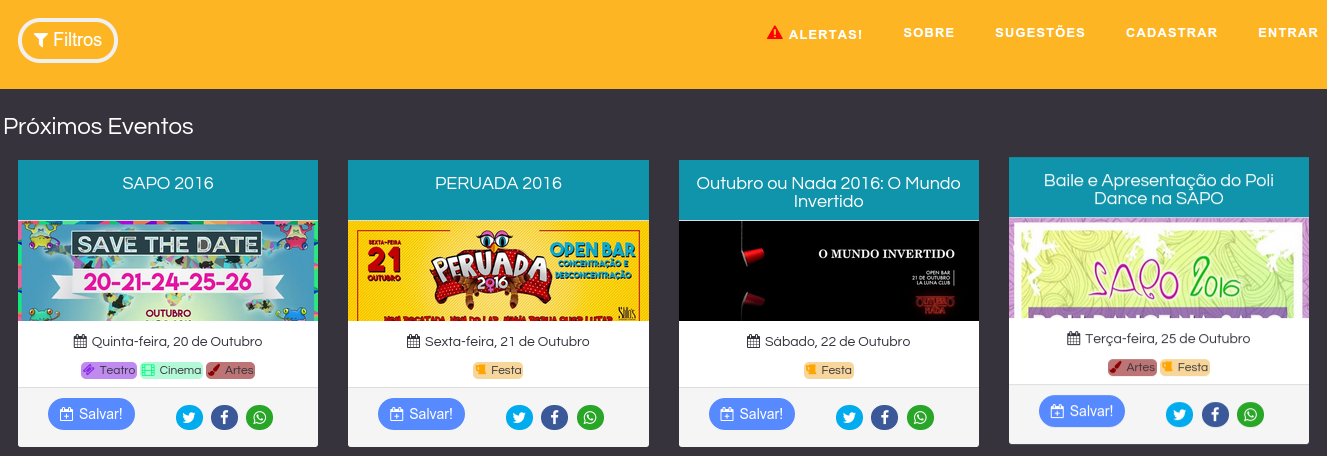 Filtros
ALERTAS!
SOBRE
SUGESTÕES
CADASTRAR
ENTRAR
Próximos Eventos
SAPO 2016
SAVE THE DATE
20-21-24-25-26
OUTUBRO
Quinta-feira, 20 de Outubro
Teatro
Cinema
Artes
Salvar!
PERUADA 2016
SEXTA-FEIRA
21
OUTUBRO
PERUADA
2016
OPEN BAR
CONCENTRAÇÃO E
DESCONCENTRAÇÃO
Sexta-feira, 21 de Outubro
Festa
Salvar!
Outubro ou Nada 2016: O Mundo
Invertido
O MUNDO INVERTIDO
OPEN BAR
21 DE OUTUBRO
LA LUNA CLUB
OUTUBRO
NADA
Sábado, 22 de Outubro
Festa
Salvar!
Baile e Apresentação do Poli
Dance na SAPO
SAPO 2016
Terça-feira, 25 de Outubro
Artes
Festa
Salvar!